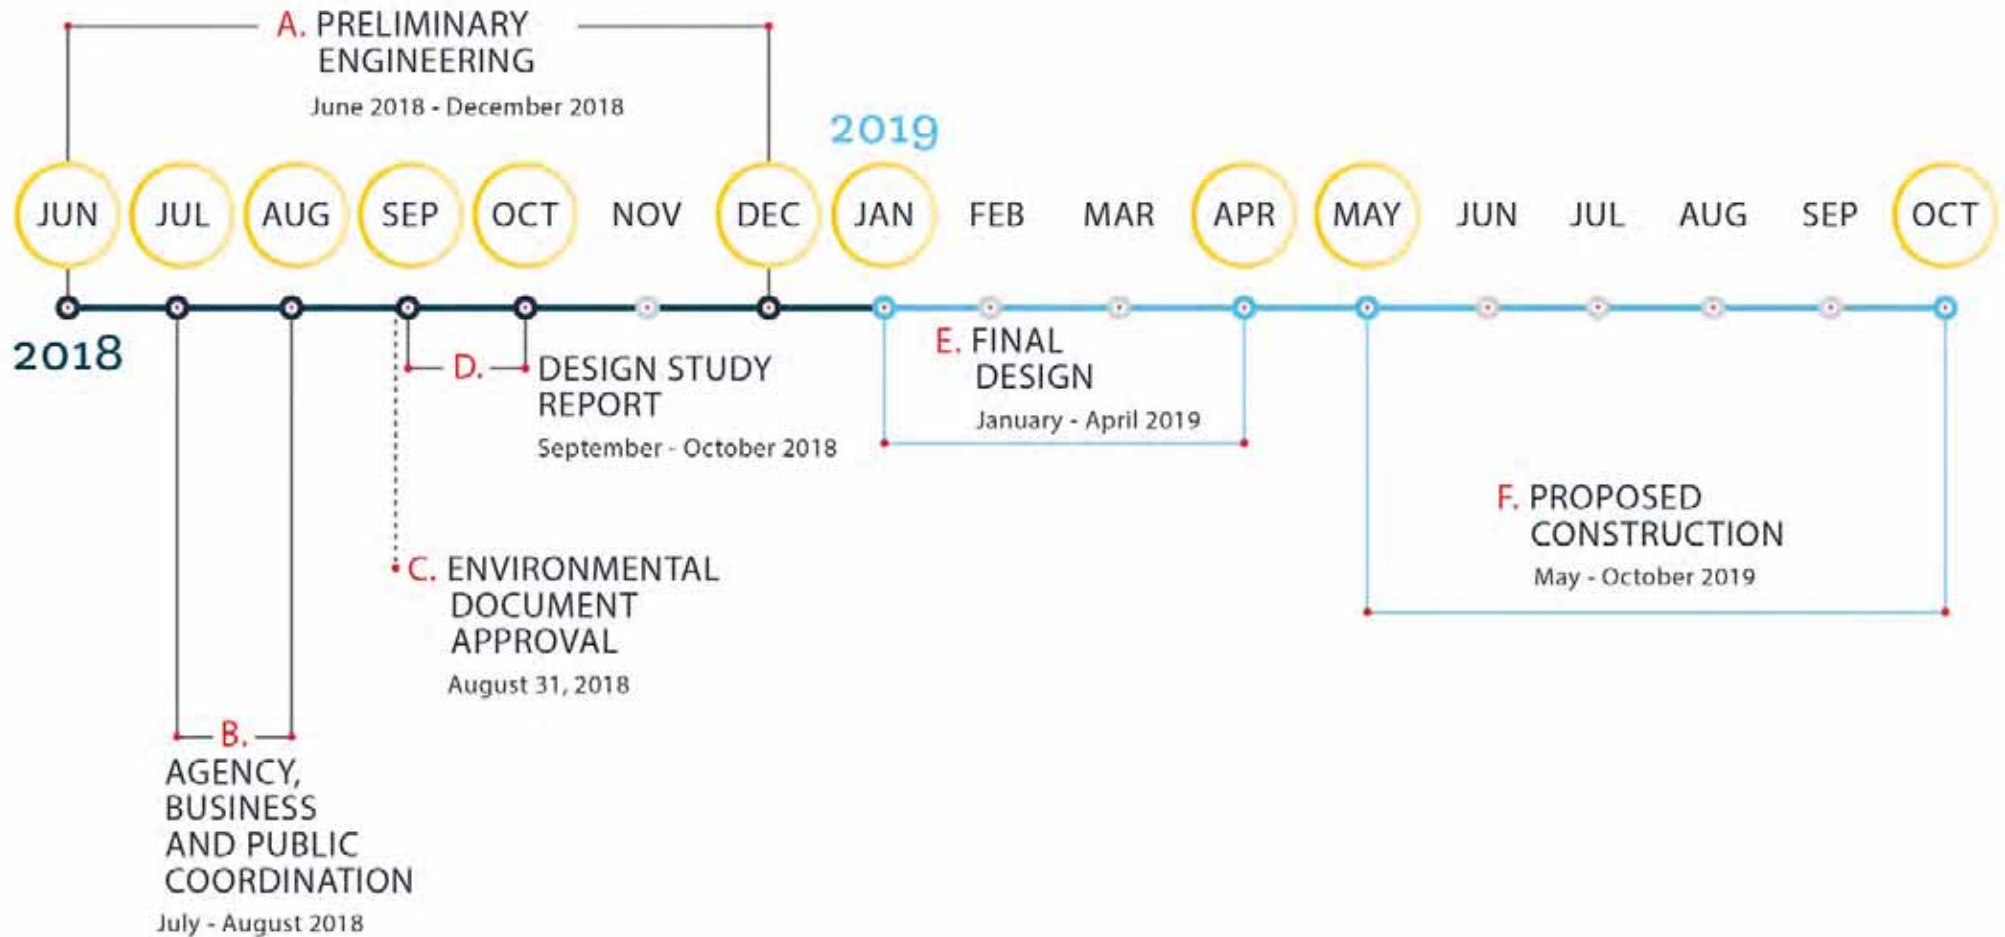 A. PRELIMINARY
ENGINEERING
June 2018 - December 2018
2019
JUN JUL AUG SEP OCT NOV DEC JAN FEB MAR APR MAY JUN JUL AUG SEP OCT
2018
D. DESIGN STUDY
REPORT
September - October 2018
E. FINAL
DESIGN
January - April 2019
F. PROPOSED
CONSTRUCTION
May - October 2019
C. ENVIRONMENTAL
DOCUMENT
APPROVAL
August 31, 2018
B.
AGENCY,
BUSINESS
AND PUBLIC
COORDINATION
July - August 2018